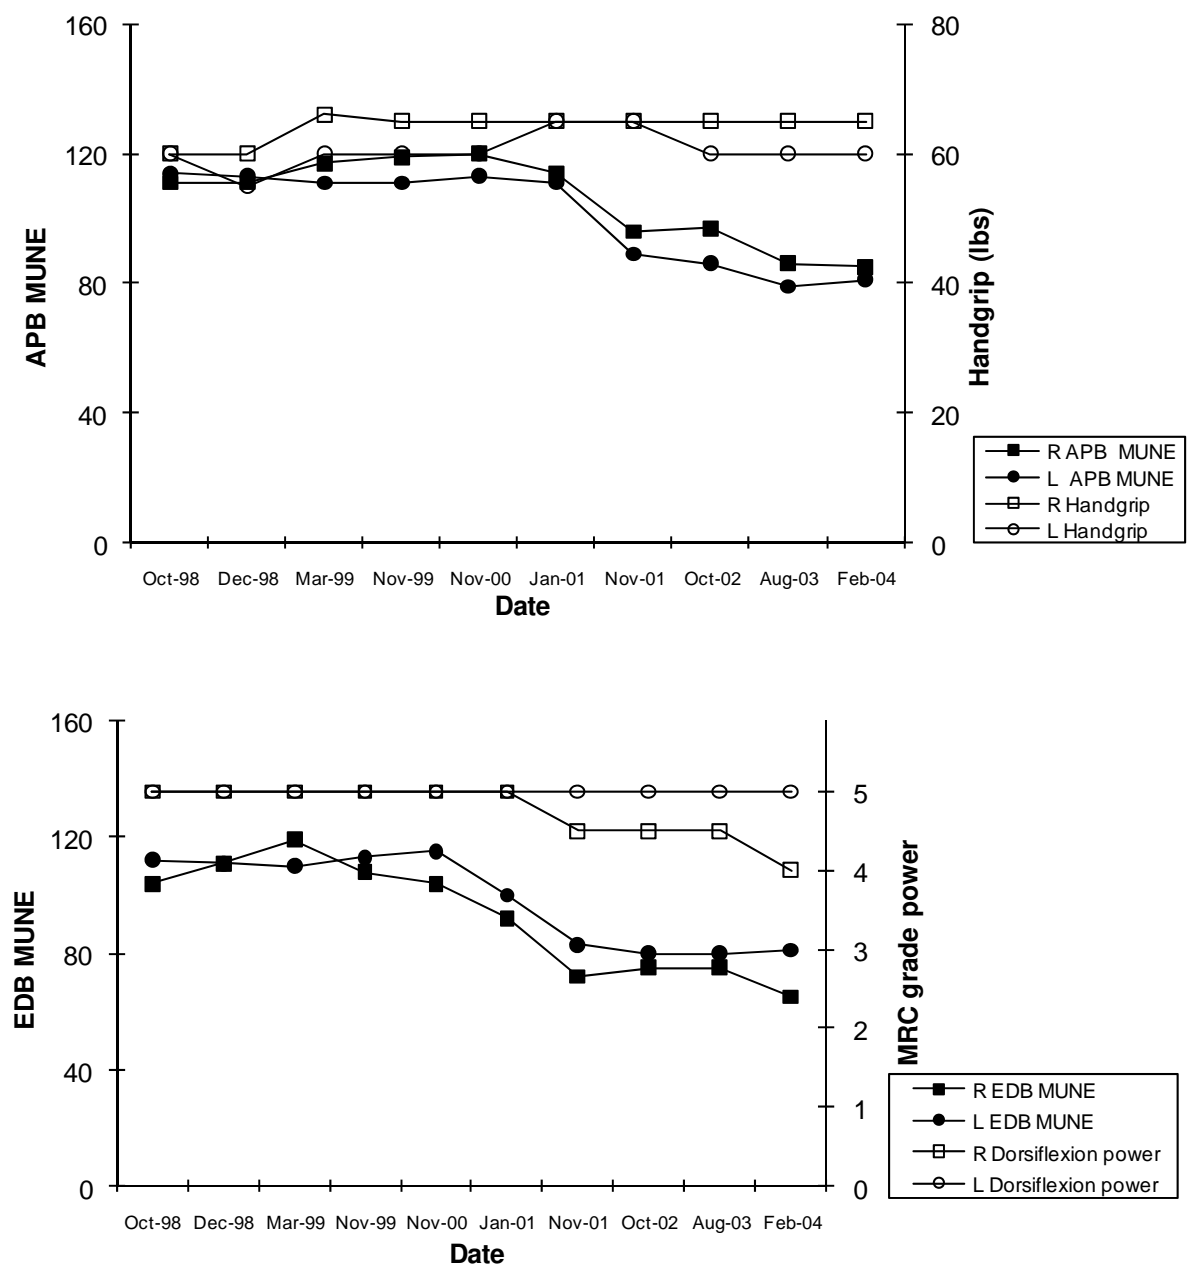 160
120
80
40
0
APB MUNE
80
60
40
20
0
Handgrip (lbs)
R APB MUNE
L APB MUNE
R Handgrip
L Handgrip
Oct-98 Dec-98 Mar-99 Nov-99 Nov-00 Jan-01 Nov-01 Oct-02 Aug-03 Feb-04
Date
160
120
80
40
0
EDB MUNE
5
4
3
2
1
0
MRC grade power
R EDB MUNE
L EDB MUNE
R Dorsiflexion power
L Dorsiflexion power
Oct-98 Dec-98 Mar-99 Nov-99 Nov-00 Jan-01 Nov-01 Oct-02 Aug-03 Feb-04
Date